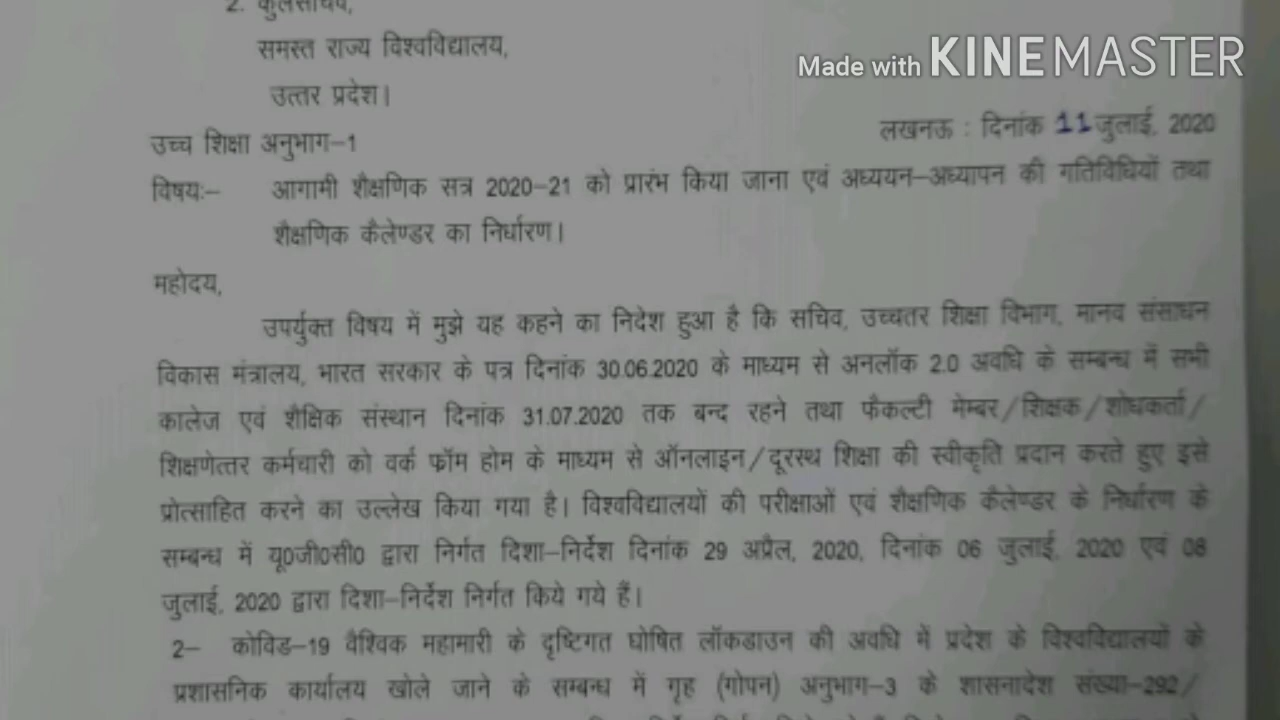 2. कुलसचिव,
समस्त राज्य विश्वविद्यालय,
Made with KINEMASTER
उत्तर प्रदेश।
लखनऊ : दिनांक 11 जुलाई, 2020
उच्च शिक्षा अनुभाग-1
विषयः- आगामी शैक्षणिक सत्र 2020-21 को प्रारंभ किया जाना एवं अध्ययन-अध्यापन की गतिविधियों तथा
शैक्षणिक कैलेण्डर का निर्धारण।
महोदय,
उपर्युक्त विषय में मुझे यह कहने का निदेश हुआ है कि सचिव, उच्चतर शिक्षा विभाग, मानव संसाधन
विकास मंत्रालय, भारत सरकार के पत्र दिनांक 30.06.2020 के माध्यम से अनलॉक 2.0 अवधि के सम्बन्ध में सभी
कालेज एवं शैक्षिक संस्थान दिनांक 31.07.2020 तक बन्द रहने तथा फैकल्टी मेम्बर/शिक्षक/शोधकर्ता/
शिक्षणेत्तर कर्मचारी को वर्क फ्रॉम होम के माध्यम से ऑनलाइन/दूरस्थ शिक्षा की स्वीकृति प्रदान करते हुए इसे
प्रोत्साहित करने का उल्लेख किया गया है। विश्वविद्यालयों की परीक्षाओं एवं शैक्षणिक कैलेण्डर के निर्धारण के
सम्बन्ध में यू0जी0सी0 द्वारा निर्गत दिशा-निर्देश दिनांक 29 अप्रैल, 2020, दिनांक 06 जुलाई, 2020 एवं 08
जुलाई, 2020 द्वारा दिशा-निर्देश निर्गत किये गये हैं।
2- कोविड-19 वैश्विक महामारी के दृष्टिगत घोषित लॉकडाउन की अवधि में प्रदेश के विश्वविद्यालयों के
प्रशासनिक कार्यालय खोले जाने के सम्बन्ध में गृह (गोपन) अनुभाग-3 के शासनादेश संख्या-292/